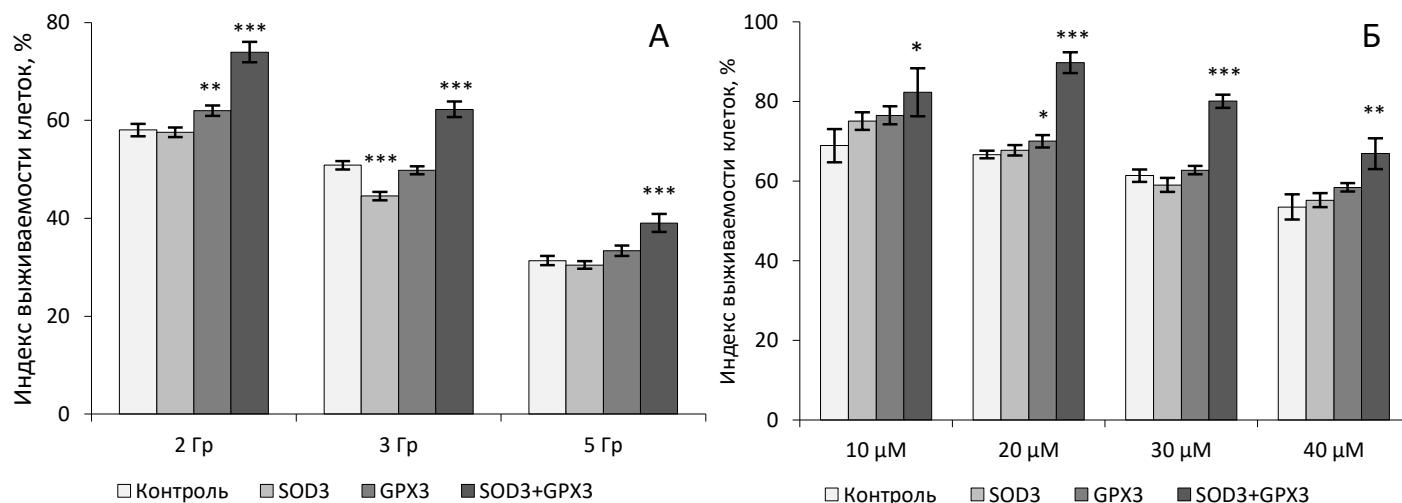 А
Индекс выживаемости клеток, %
80
60
40
20
0
** *** *** *** ***
2 Гр 3 Гр 5 Гр
Контроль SOD3 GPX3 SOD3+GPX3
Б
Индекс выживаемости клеток, %
100
80
60
40
20
0
* * *** *** **
10 µM 20 µM 30 µM 40 µM
Контроль SOD3 GPX3 SOD3+GPX3